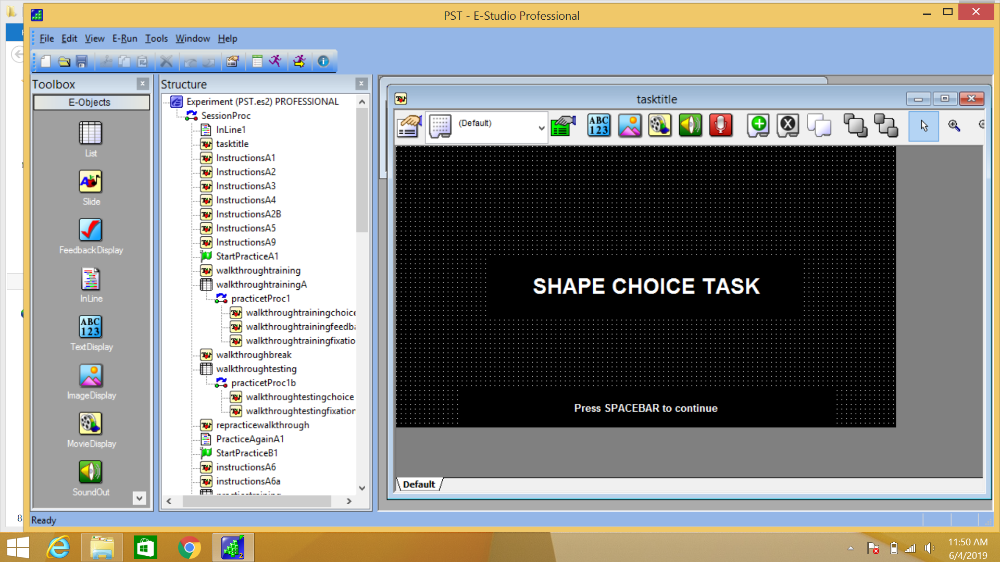 PST - E-Studio Professional
File Edit View E-Run Tools Window Help
Toolbox
E-Objects
List
Slide
FeedbackDisplay
InLine
ABC
123
TextDisplay
ImageDisplay
MovieDisplay
SoundOut
Structure
Experiment (PST.es2) PROFESSIONAL
SessionProc
InLine1
tasktitle
InstructionsA1
InstructionsA2
InstructionsA3
InstructionsA4
InstructionsA2B
InstructionsA5
InstructionsA9
StartPracticeA1
walkthroughtraining
walkthroughtrainingA
practicetProc1
walkthroughtrainingchoice
walkthroughtrainingfeedba
walkthroughtrainingfixatio
walkthroughbreak
walkthroughtesting
practicetProc1b
walkthroughtestingchoice
walkthroughtestingfixation
repracticewalkthrough
PracticeAgainA1
StartPracticeB1
instructionsA6
instructionsA6a
tasktitle
(Default)
ABC
123
SHAPE CHOICE TASK
Press SPACEBAR to continue
Default
8
Ready
11:50 AM
6/4/2019